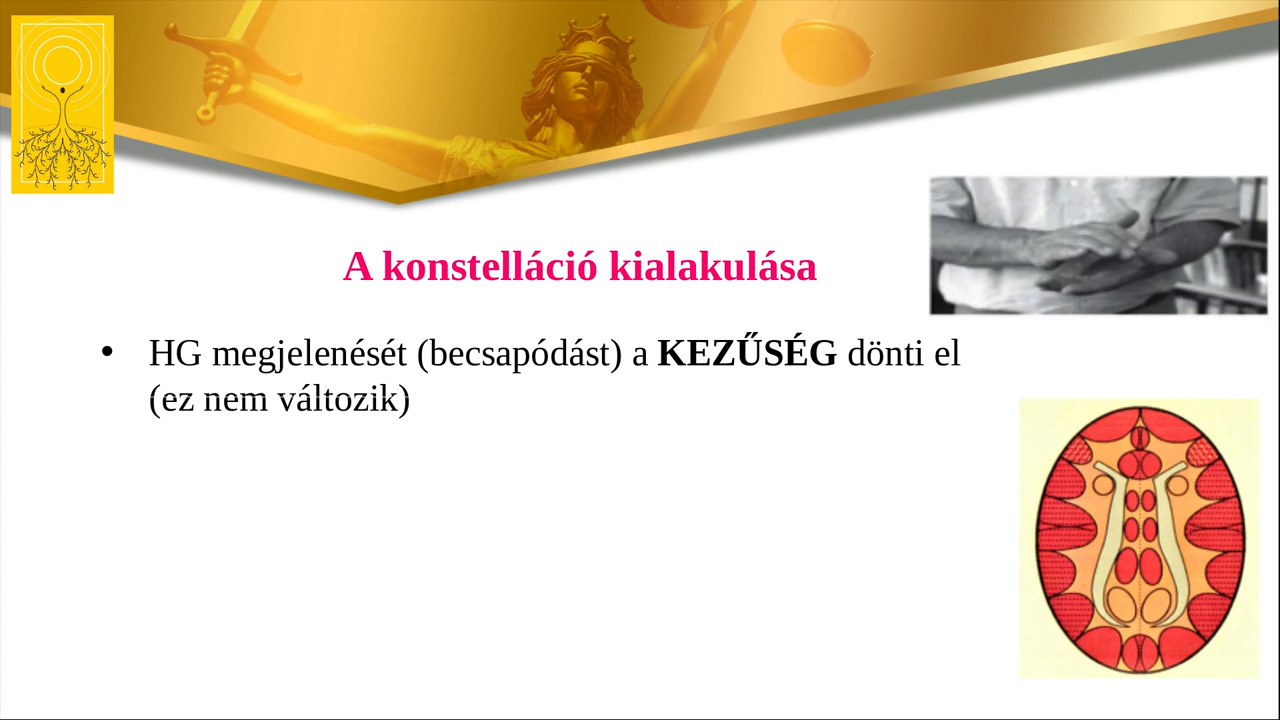 A konstelláció kialakulása
• HG megjelenését (becsapódást) a KEZŰSÉG dönti el
(ez nem változik)